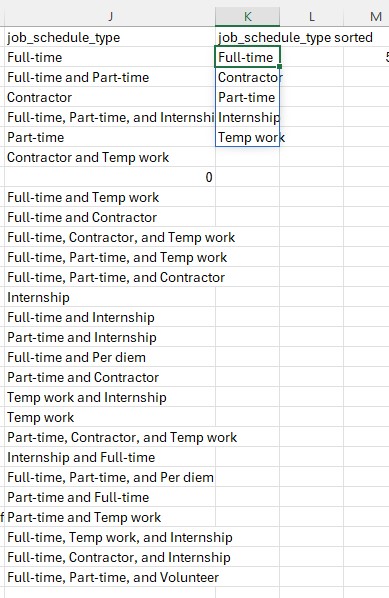 J K L M
job_schedule_type job_schedule_type sorted
Full-time Full-time
Full-time and Part-time Contractor
Contractor Part-time
Full-time, Part-time, and Internshi Internship
Part-time Temp work
Contractor and Temp work
0
Full-time and Temp work
Full-time and Contractor
Full-time, Contractor, and Temp work
Full-time, Part-time, and Temp work
Full-time, Part-time, and Contractor
Internship
Full-time and Internship
Part-time and Internship
Full-time and Per diem
Part-time and Contractor
Temp work and Internship
Temp work
Part-time, Contractor, and Temp work
Internship and Full-time
Full-time, Part-time, and Per diem
Part-time and Full-time
f Part-time and Temp work
Full-time, Temp work, and Internship
Full-time, Contractor, and Internship
Full-time, Part-time, and Volunteer